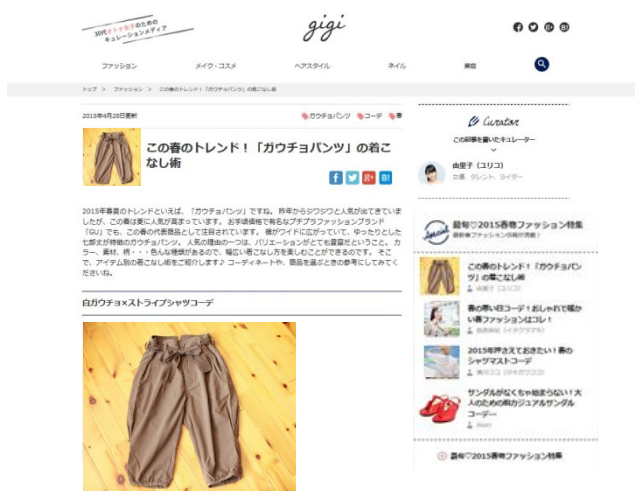 30代オトナ女子のための
キュレーションメディア
gigi
ファッション
メイク・コスメ
ヘアスタイル
ネイル
美容
トップ > ファッション > この春のトレンド！「ガウチョパンツ」の着こなし術
2015年4月28日更新
ガウチョパンツ
コーデ
春
この春のトレンド！「ガウチョパンツ」の着こ
なし術
2015年春夏のトレンドといえば、「ガウチョパンツ」ですね。 昨年からジワジワと人気が出てきていま
したが、この春は更に人気が高まっています。 お手頃価格で有名なプチプラファッションブランド
「GU」でも、この春の代表商品として注目されています。 裾がワイドに広がっていて、ゆったりとした
七部丈が特徴のガウチョパンツ。 人気の理由の一つは、バリエーションがとても豊富だということ。 カ
ラー、素材、柄・・・色んな種類があるので、幅広い着こなし方を楽しむことができるのです。 そこ
で、アイテム別の着こなし術をご紹介します♪ コーディネートや、商品を選ぶときの参考にしてみてく
ださいね。
白ガウチョ×ストライプシャツコーデ
Curator
この記事を書いたキュレーター
由里子（ユリコ）
女優、タレント、ライター
Special
最旬♡2015春物ファッション特集
最新春ファッションの特集が満載！
この春のトレンド！「ガウチョパン
ツ」の着こなし術
由里子（ユリコ）
春の寒い日コーデ！おしゃれで暖か
い春ファッションはコレ！
2015年押さえておきたい！春の
シャツマストコーデ
サンダルがなくちゃ始まらない！大
人のための脱カジュアルサンダル
コーデ…
Akari
最旬♡2015春物ファッション特集